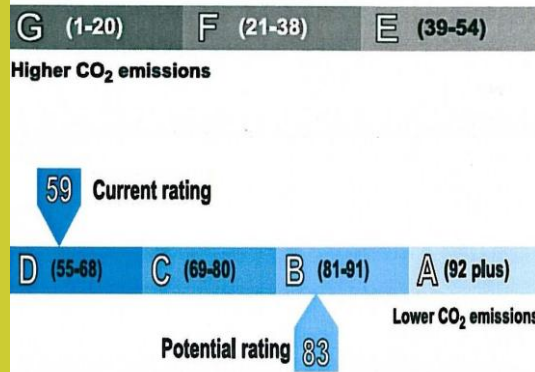 G (1-20) F (21-38) E (39-54)
Higher CO₂ emissions
59 Current rating
D (55-68) C (69-80) B (81-91) A (92 plus)
Lower CO₂ emissions
Potential rating 83